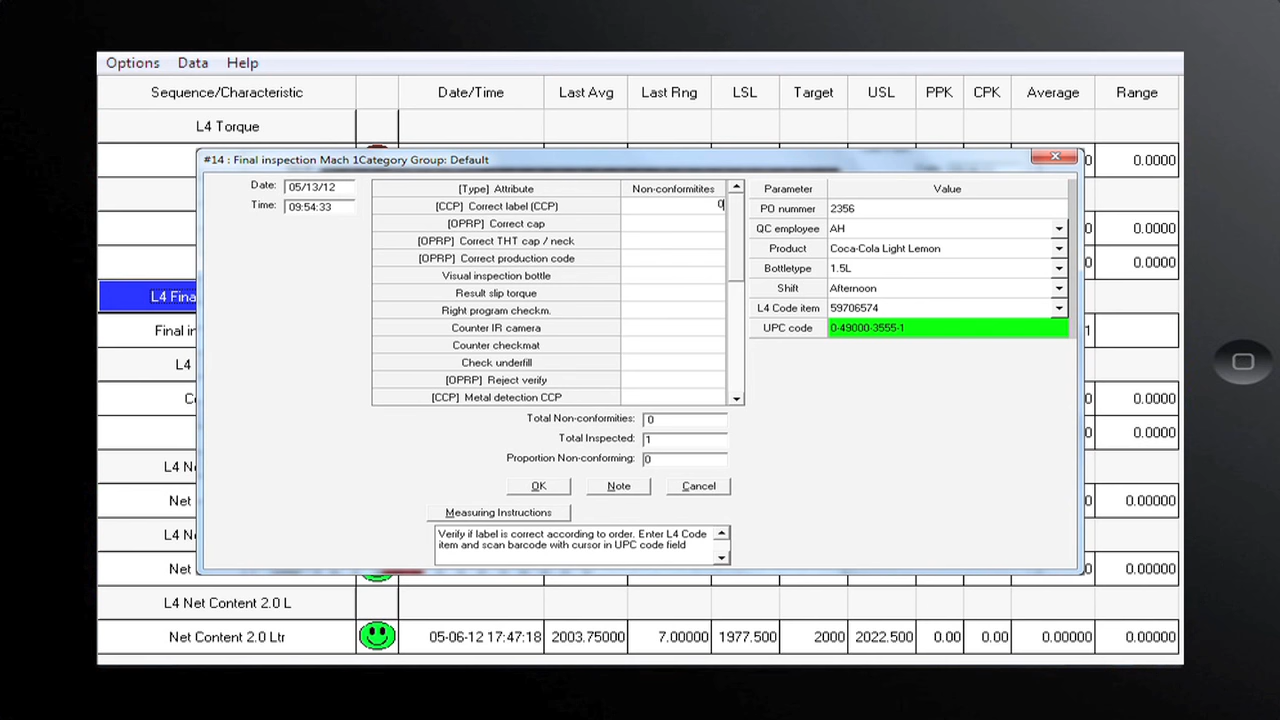 Options Data Help
Sequence/Characteristic Date/Time Last Avg Last Rng LSL Target USL PPK CPK Average Range
L4 Torque
#14 : Final inspection Mach 1Category Group: Default
0 0.0000
Date: 05/13/12
Time: 09:54:33
[Type] Attribute Non-conformitites
[CCP] Correct label (CCP) 0
[OPRP] Correct cap
[OPRP] Correct THT cap / neck
[OPRP] Correct production code
Visual inspection bottle
Result slip torque
Right program checkm.
Counter IR camera
Counter checkmat
Check underfill
[OPRP] Reject verify
[CCP] Metal detection CCP
Parameter Value
PO nummer 2356
QC employee AH
Product Coca-Cola Light Lemon
Bottletype 1.5L
Shift Afternoon
L4 Code item 59706574
UPC code 0-49000-3555-1
0 0.0000
0 0.0000
L4 Fina
Final in 1
L4
Co 0 0.0000
0 0.0000
Total Non-conformities: 0
Total Inspected: 1
Proportion Non-conforming: 0
OK Note Cancel
Measuring Instructions
Verify if label is correct according to order. Enter L4 Code
item and scan barcode with cursor in UPC code field
L4 Ne
Net 0 0.00000
L4 Ne
Net 0 0.00000
L4 Net Content 2.0 L
Net Content 2.0 Ltr 05-06-12 17:47:18 2003.75000 7.00000 1977.500 2000 2022.500 0.00 0.00 0.00000 0.00000